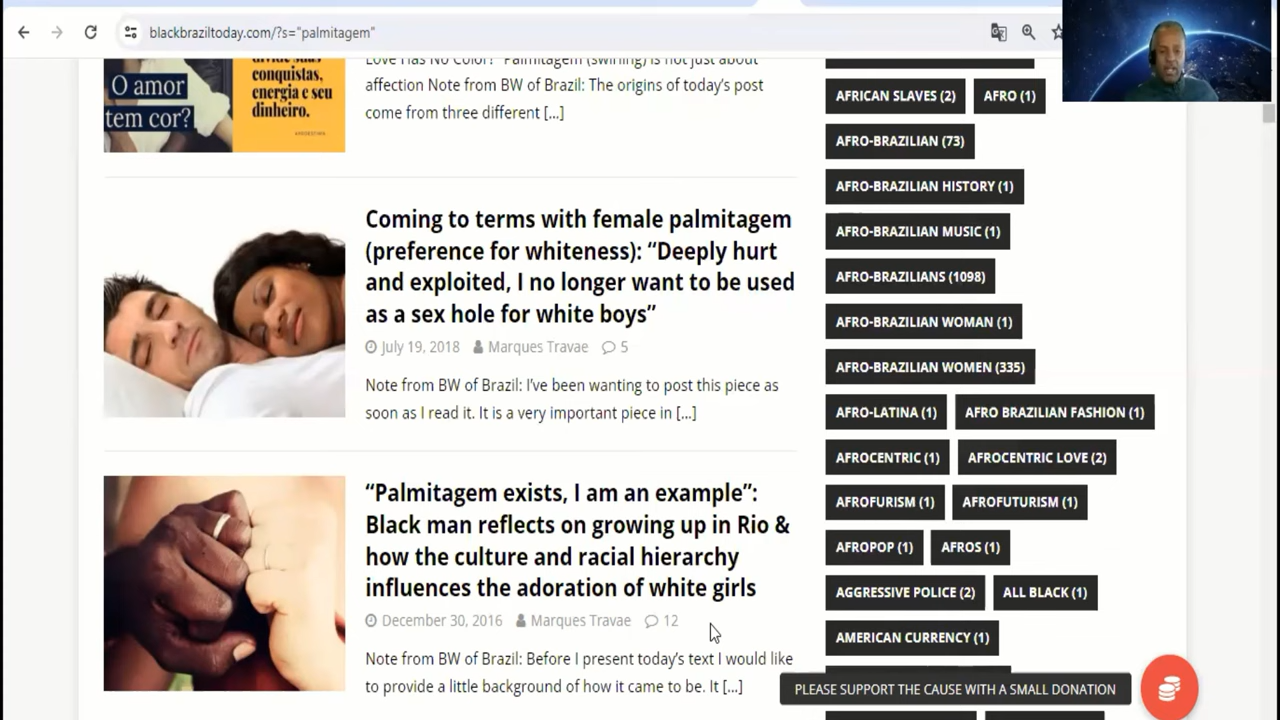 blackbraziltoday.com/?s="palmitagem"
O amor
tem cor?
conquistas,
energia e seu
dinheiro.
affection Note from BW of Brazil: The origins of today's post
come from three different [...]
Coming to terms with female palmitagem
(preference for whiteness): “Deeply hurt
and exploited, I no longer want to be used
as a sex hole for white boys”
July 19, 2018 Marques Travae 5
Note from BW of Brazil: I’ve been wanting to post this piece as
soon as I read it. It is a very important piece in [...]
“Palmitagem exists, I am an example”:
Black man reflects on growing up in Rio &
how the culture and racial hierarchy
influences the adoration of white girls
December 30, 2016 Marques Travae 12
Note from BW of Brazil: Before I present today’s text I would like
to provide a little background of how it came to be. It [...]
AFRICAN SLAVES (2) AFRO (1)
AFRO-BRAZILIAN (73)
AFRO-BRAZILIAN HISTORY (1)
AFRO-BRAZILIAN MUSIC (1)
AFRO-BRAZILIANS (1098)
AFRO-BRAZILIAN WOMAN (1)
AFRO-BRAZILIAN WOMEN (335)
AFRO-LATINA (1) AFRO BRAZILIAN FASHION (1)
AFROCENTRIC (1) AFROCENTRIC LOVE (2)
AFROFURISM (1) AFROFUTURISM (1)
AFROPOP (1) AFROS (1)
AGGRESSIVE POLICE (2) ALL BLACK (1)
AMERICAN CURRENCY (1)
PLEASE SUPPORT THE CAUSE WITH A SMALL DONATION